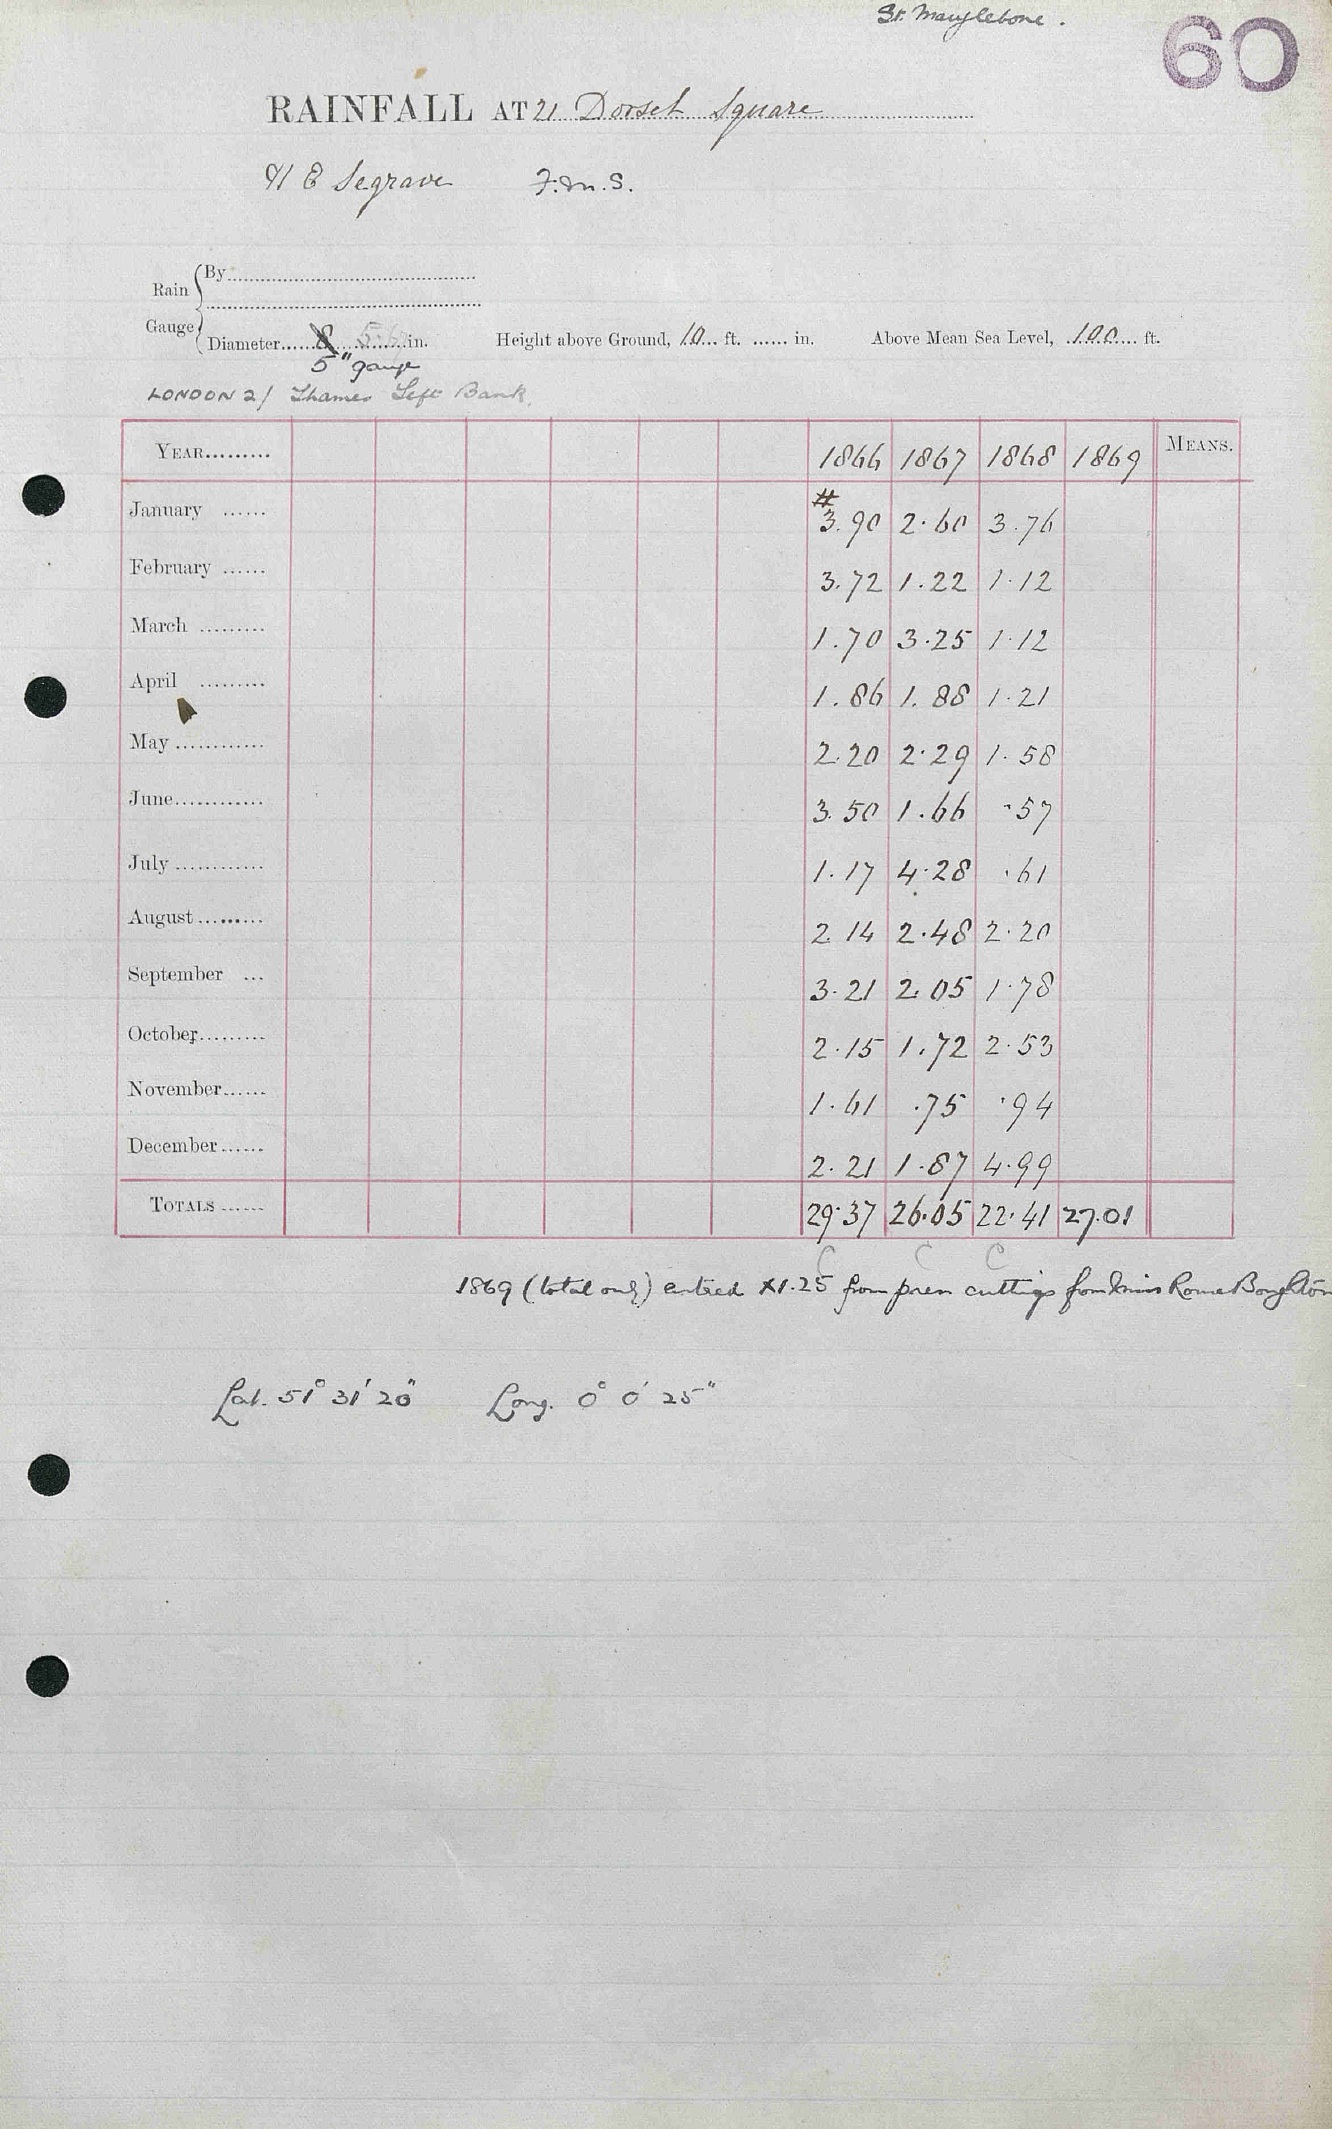 St. Marylebone.
60
RAINFALL AT 21 Dorset Square
E Segrave F.M.S.
Rain Gauge
By
Diameter 8 in.
5" gauge
Height above Ground, 10 ft. in.
Above Mean Sea Level, 100 ft.
LONDON 2/ Thames Left Bank
YEAR 1866 1867 1868 1869 MEANS.
January # 3.90 2.60 3.76
February 3.72 1.22 1.12
March 1.70 3.25 1.12
April 1.86 1.88 1.21
May 2.20 2.29 1.58
June 3.50 1.66 .57
July 1.17 4.28 .61
August 2.14 2.48 2.20
September 3.21 2.05 1.78
October 2.15 1.72 2.53
November 1.61 .75 .94
December 2.21 1.87 4.99
TOTALS 29.37 26.05 22.41 27.01
C C C
1869 (total only) entered X1.25 from press cuttings from Miss Rome Boughton
Lat. 51° 31' 20" Long. 0° 0' 25"